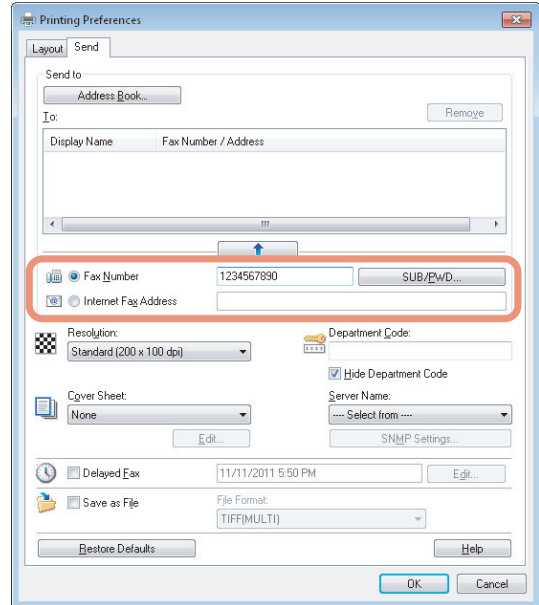 Printing Preferences
Layout Send
Send to
Address Book...
To:
Remove
Display Name Fax Number / Address
Fax Number 1234567890 SUB/PWD...
Internet Fax Address
Resolution: Department Code:
Standard (200 x 100 dpi)
Hide Department Code
Cover Sheet: Server Name:
None ---- Select from ----
Edit... SNMP Settings...
Delayed Fax 11/11/2011 5:50 PM Edit...
Save as File File Format:
TIFF(MULTI)
Restore Defaults Help
OK Cancel